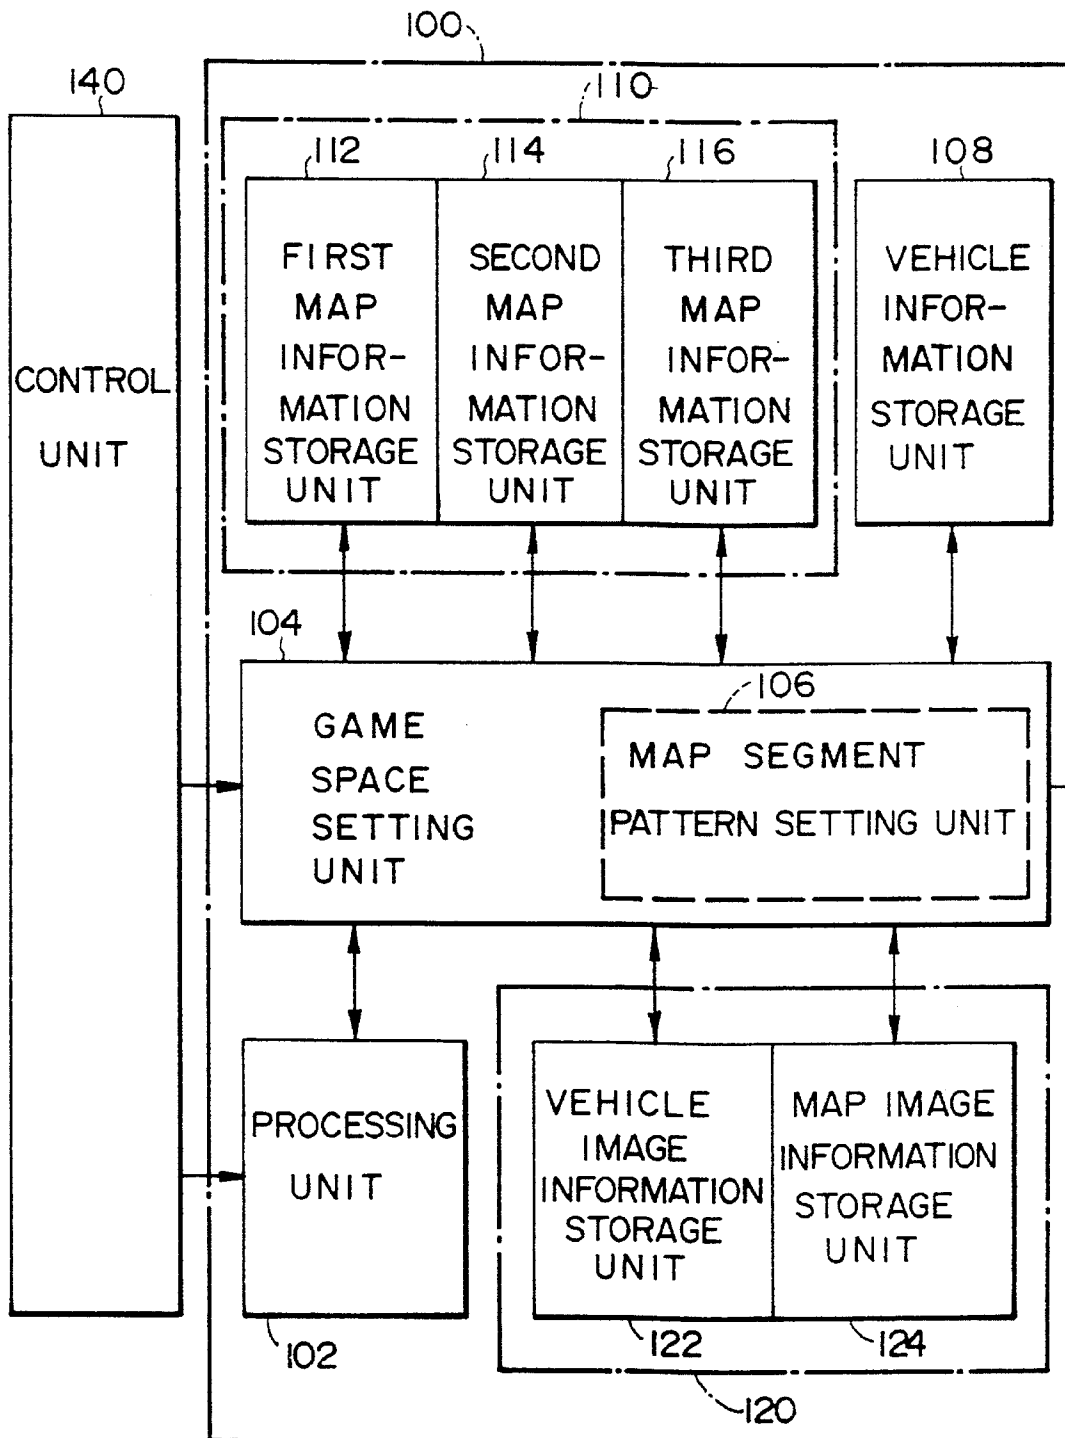 100
140
110
112
114
116
108
FIRST
MAP
INFOR-
MATION
STORAGE
UNIT
SECOND
MAP
INFOR-
MATION
STORAGE
UNIT
THIRD
MAP
INFOR-
MATION
STORAGE
UNIT
VEHICLE
INFOR-
MATION
STORAGE
UNIT
CONTROL
UNIT
104
106
GAME
SPACE
SETTING
UNIT
MAP SEGMENT
PATTERN SETTING UNIT
PROCESSING
UNIT
VEHICLE
IMAGE
INFORMATION
STORAGE
UNIT
MAP IMAGE
INFORMATION
STORAGE
UNIT
102
122
124
120